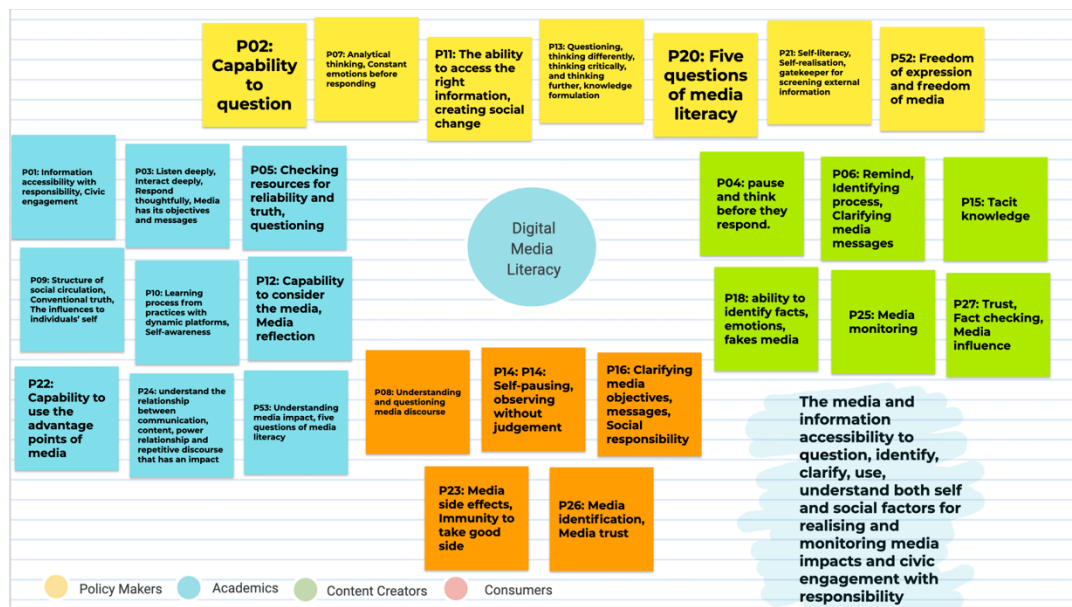 P02:
Capability
to
question
P07: Analytical
thinking, Constant
emotions before
responding
P11: The ability
to access the
right
information,
creating social
change
P13: Questioning,
thinking differently,
thinking critically,
and thinking
further, knowledge
formulation
P20: Five
questions
of media
literacy
P21: Self-literacy,
Self-realisation,
gatekeeper for
screening external
information
P52: Freedom
of expression
and freedom
of media
P01: Information
accessibility with
responsibility, Civic
engagement
P03: Listen deeply,
Interact deeply,
Respond
thoughtfully, Media
has its objectives
and messages
P05: Checking
resources for
reliability and
truth,
questioning
P04: pause
and think
before they
respond.
P06: Remind,
Identifying
process,
Clarifying
media
messages
P15: Tacit
knowledge
Digital
Media
Literacy
P09: Structure of
social circulation,
Conventional truth,
The influences to
individuals' self
P10: Learning
process from
practices with
dynamic platforms,
Self-awareness
P12: Capability
to consider
the media,
Media
reflection
P18: ability to
identify facts,
emotions,
fakes media
P25: Media
monitoring
P27: Trust,
Fact checking,
Media
influence
P22:
Capability to
use the
advantage
points of
media
P24: understand the
relationship
between
communication,
content, power
relationship and
repetitive discourse
that has an impact
P53: Understanding
media impact, five
questions of media
literacy
P08: Understanding
and questioning
media discourse
P14: P14:
Self-pausing,
observing
without
judgement
P16: Clarifying
media
objectives,
messages,
Social
responsibility
P23: Media
side effects,
Immunity to
take good
side
P26: Media
identification,
Media trust
The media and
information
accessibility to
question, identify,
clarify, use,
understand both self
and social factors for
realising and
monitoring media
impacts and civic
engagement with
responsibility
Policy Makers
Academics
Content Creators
Consumers